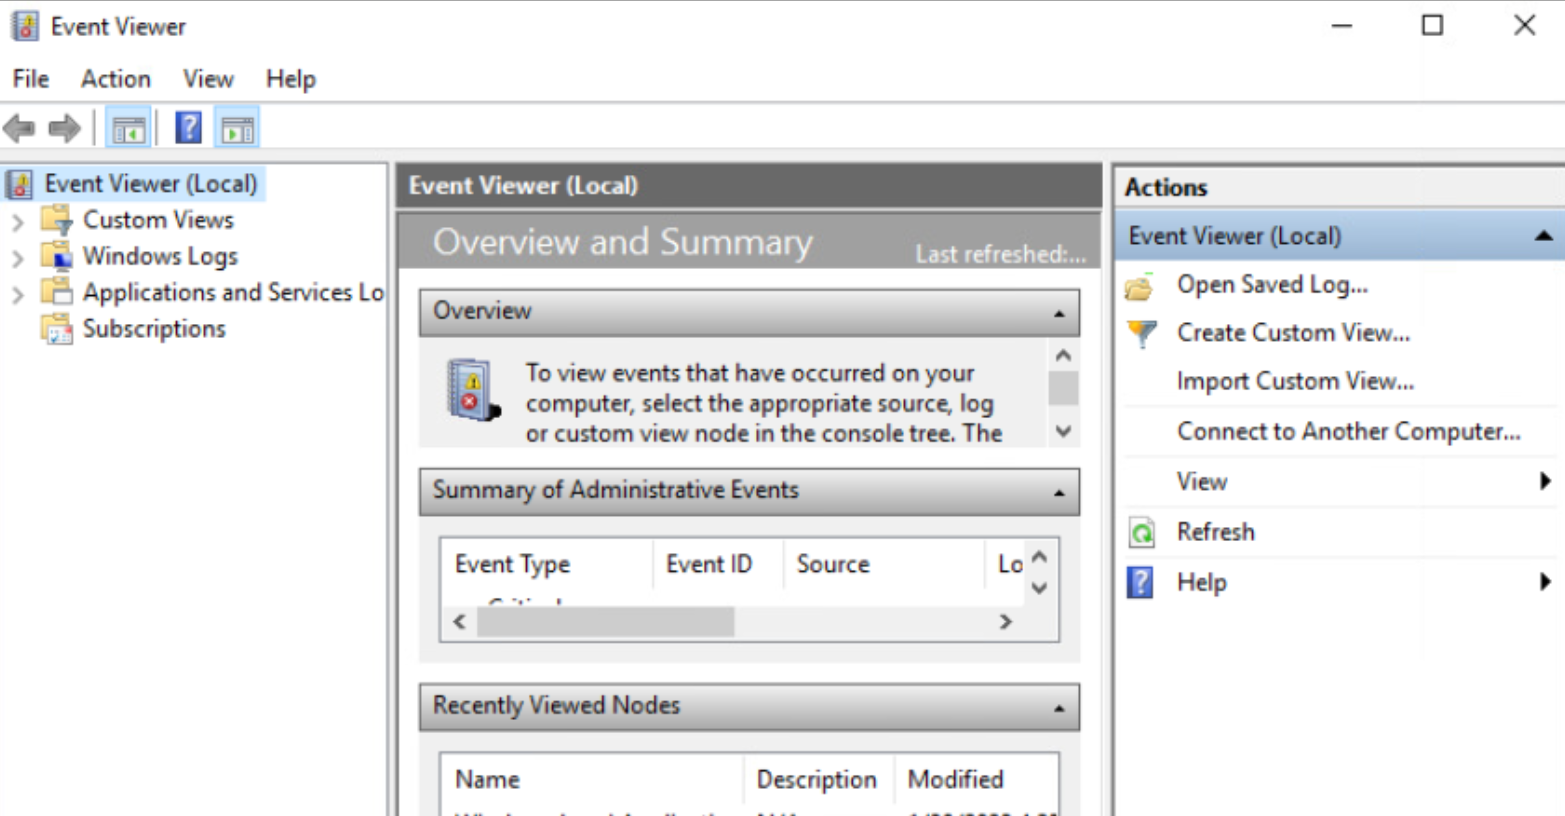 Event Viewer
File Action View Help
Event Viewer (Local)
Custom Views
Windows Logs
Applications and Services Lo
Subscriptions
Event Viewer (Local)
Overview and Summary Last refreshed:...
Overview
To view events that have occurred on your
computer, select the appropriate source, log
or custom view node in the console tree. The
Summary of Administrative Events
Event Type Event ID Source Lo
Recently Viewed Nodes
Name Description Modified
Actions
Event Viewer (Local)
Open Saved Log...
Create Custom View...
Import Custom View...
Connect to Another Computer...
View
Refresh
Help